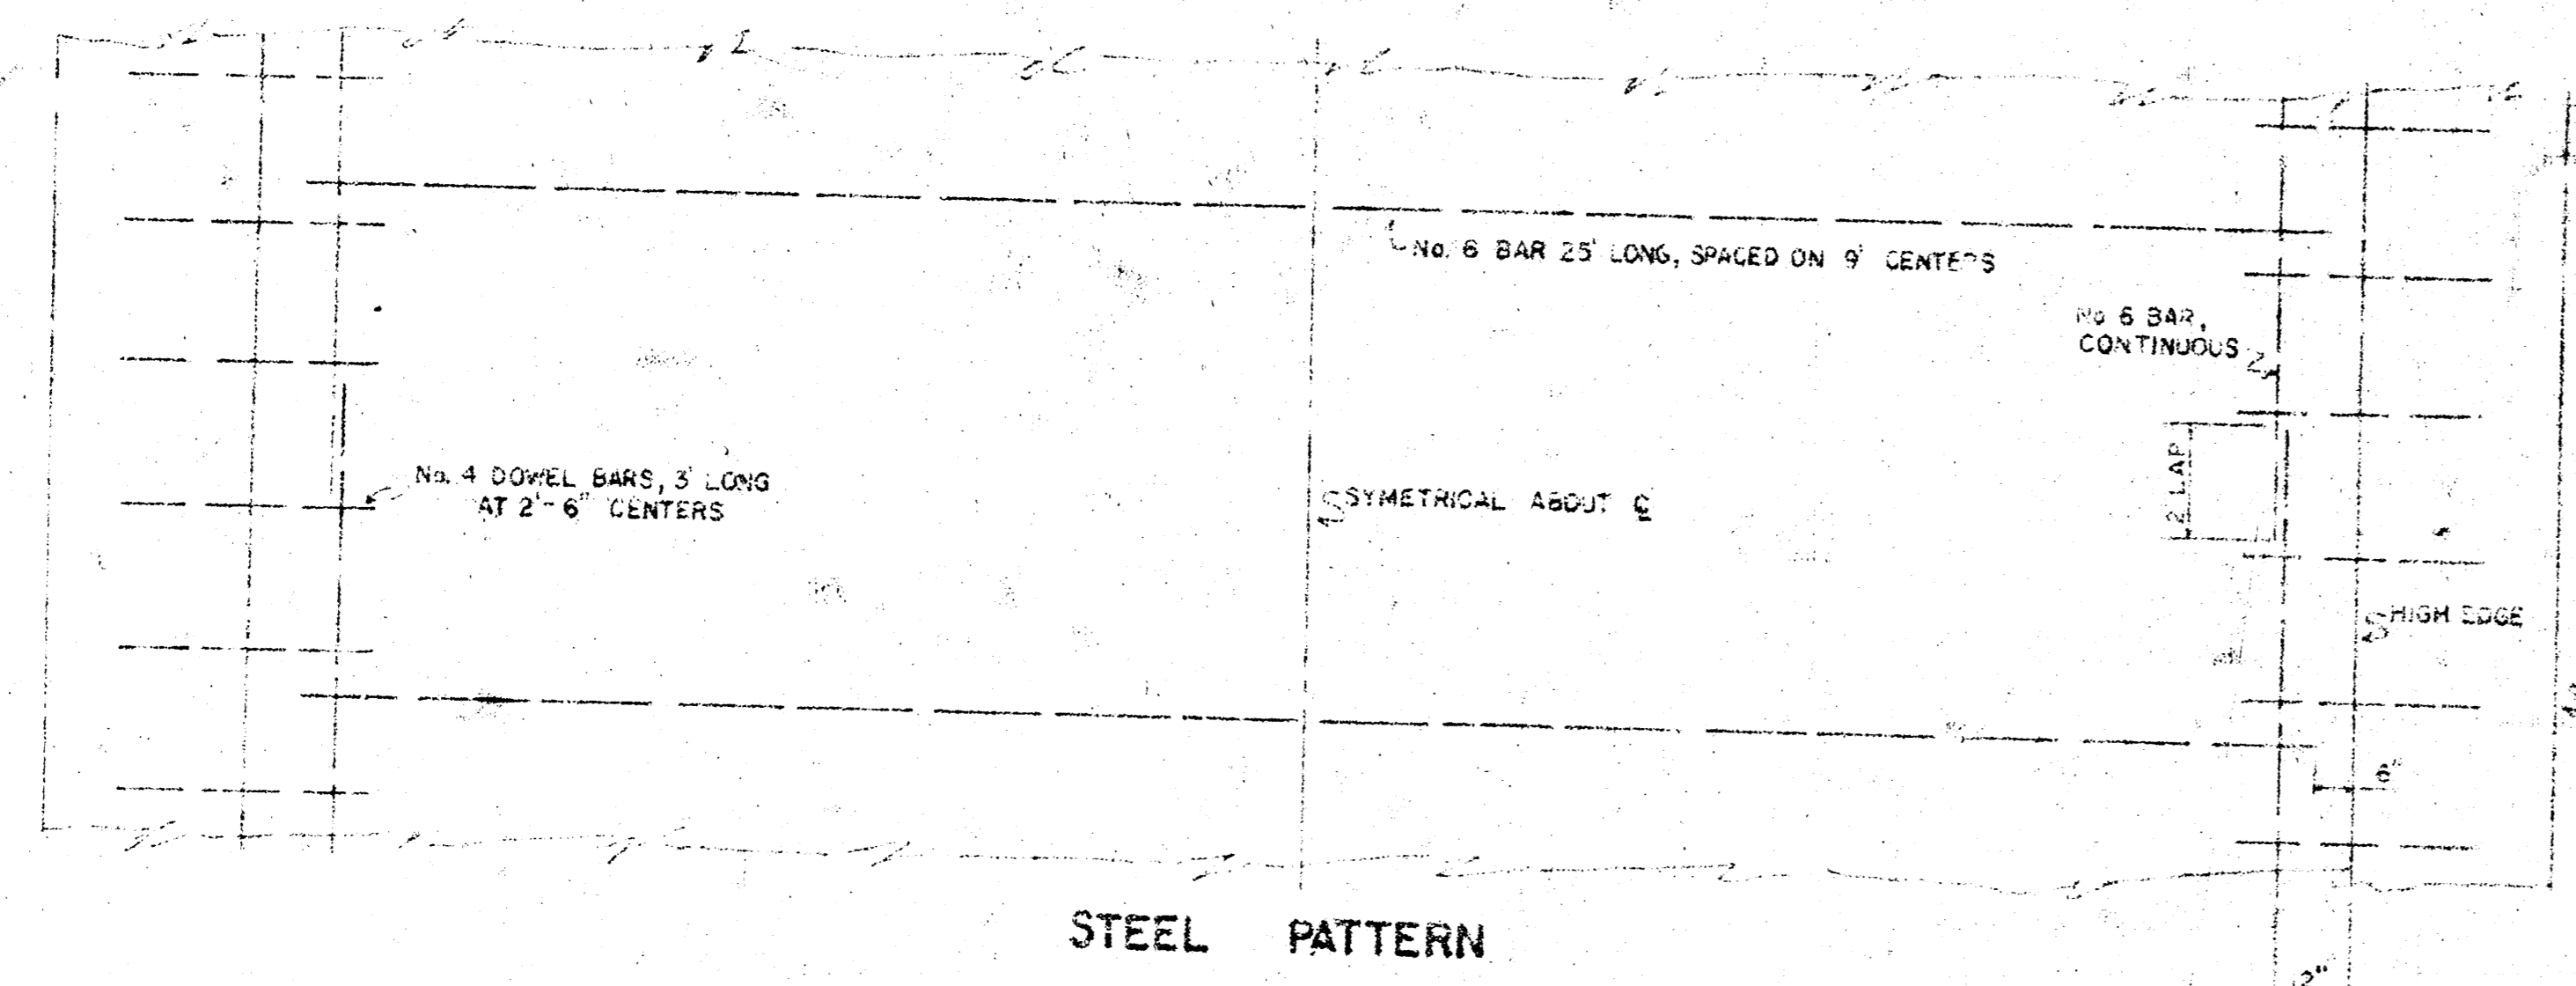 No. 6 BAR 25' LONG, SPACED ON 9' CENTERS
No 6 BAR,
CONTINUOUS
No. 4 DOWEL BARS, 3' LONG
AT 2'-6" CENTERS
SYMETRICAL ABOUT ℄
2' LAP
HIGH EDGE
6"
STEEL PATTERN